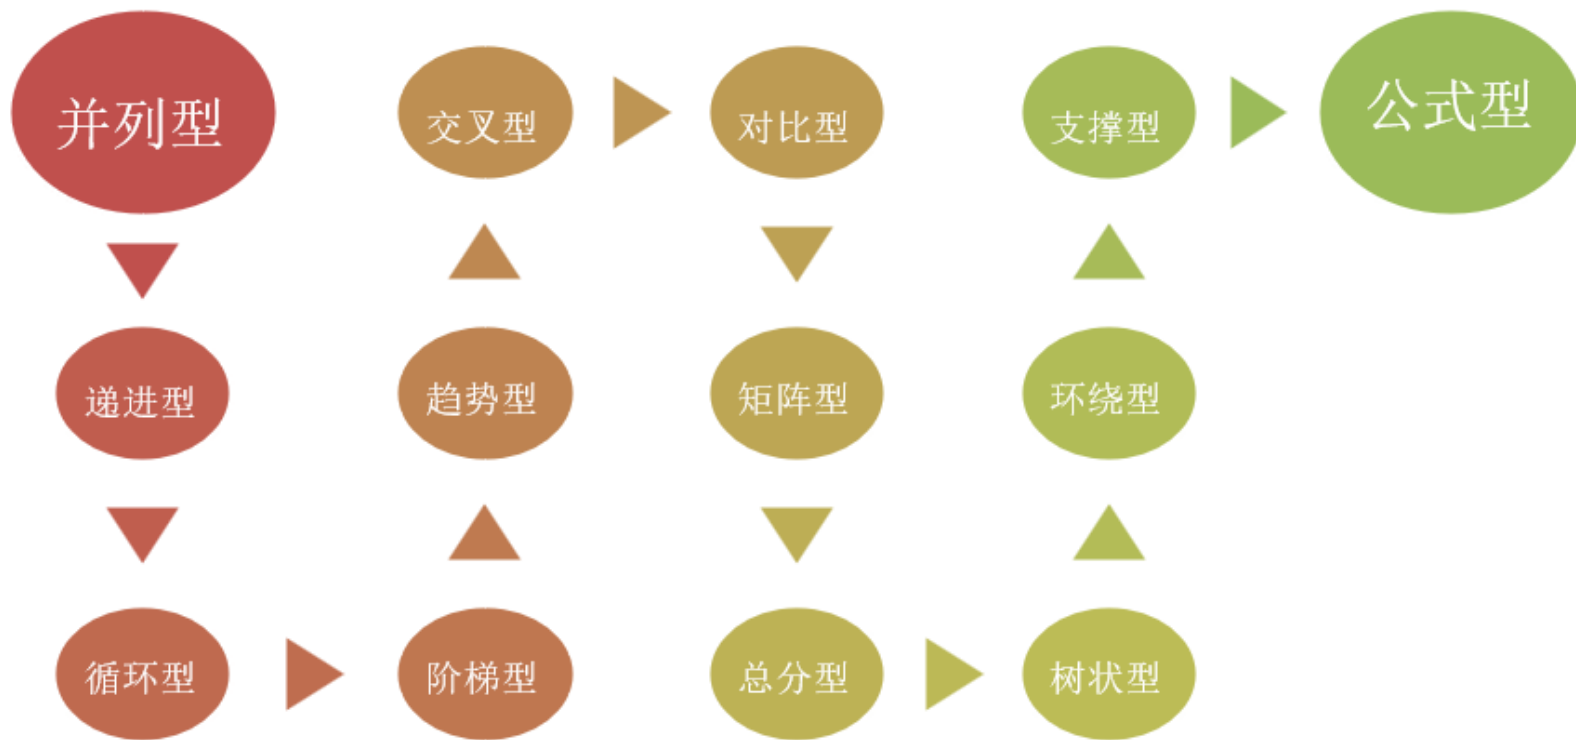 并列型
递进型
循环型
阶梯型
趋势型
交叉型
对比型
矩阵型
总分型
树状型
环绕型
支撑型
公式型